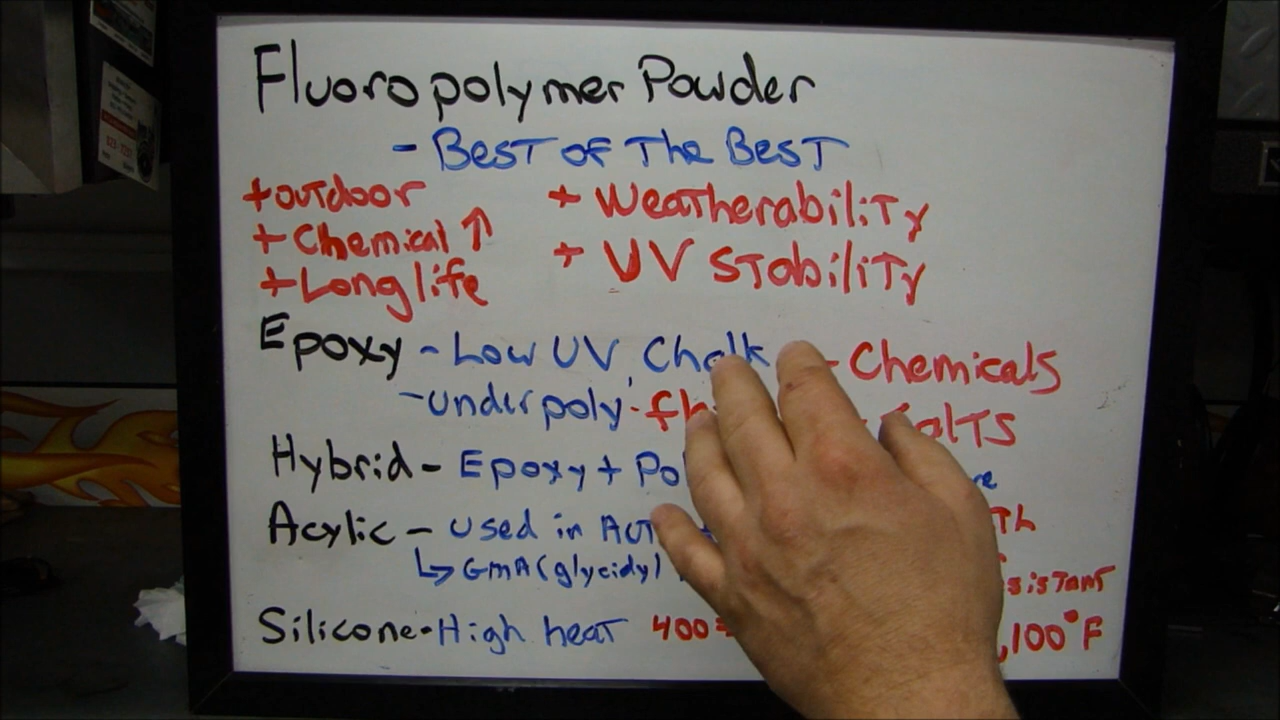 Fluoropolymer Powder
- Best of The Best
+ outdoor + Weatherability
+ Chemical ↑ + UV Stability
+ Long life
Epoxy - Low UV, Chalk - Chemicals
- under poly
Hybrid - Epoxy +
Acylic - used in
↳ GMA (glycidyl
Silicone - High heat 400°